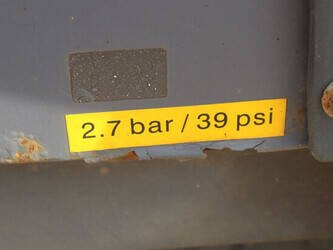 2.7 bar / 39 psi